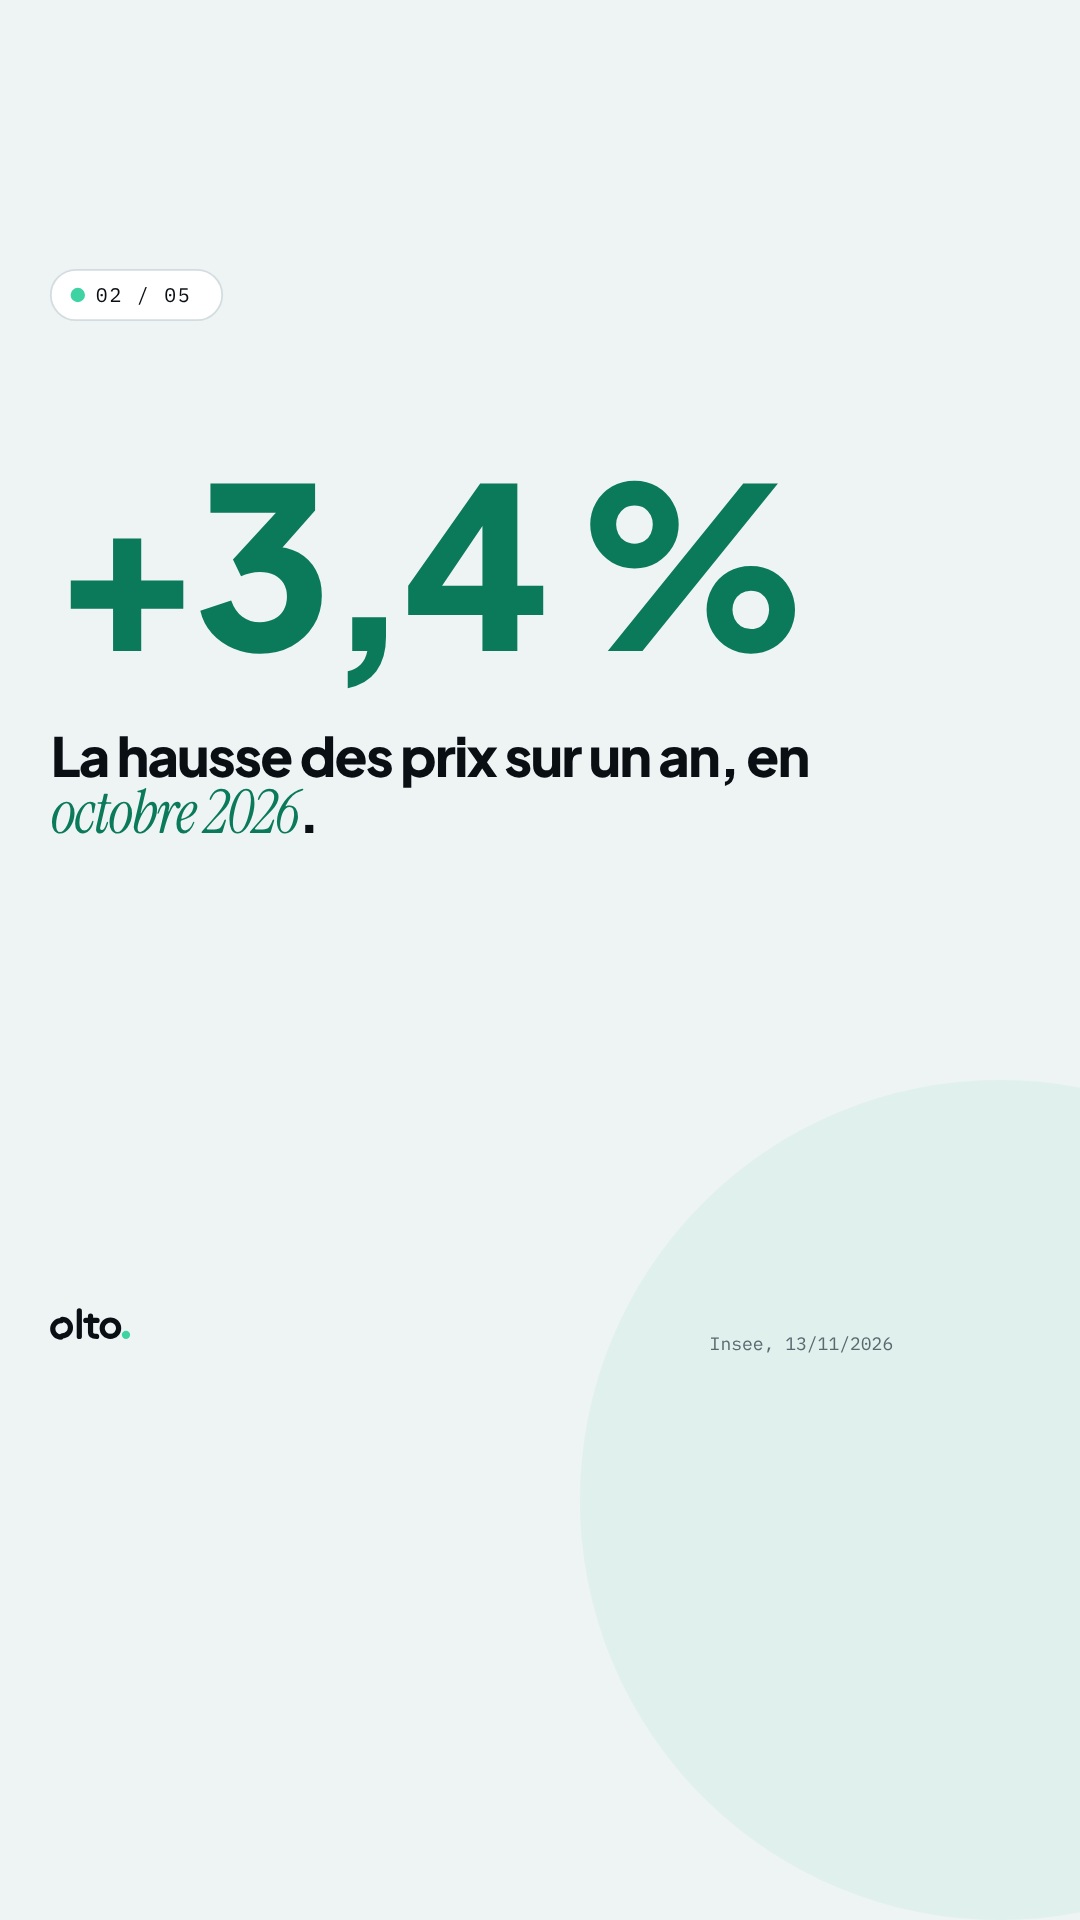 02 / 05
+3,4 %
La hausse des prix sur un an, en
octobre 2026.
olto.
Insee, 13/11/2026